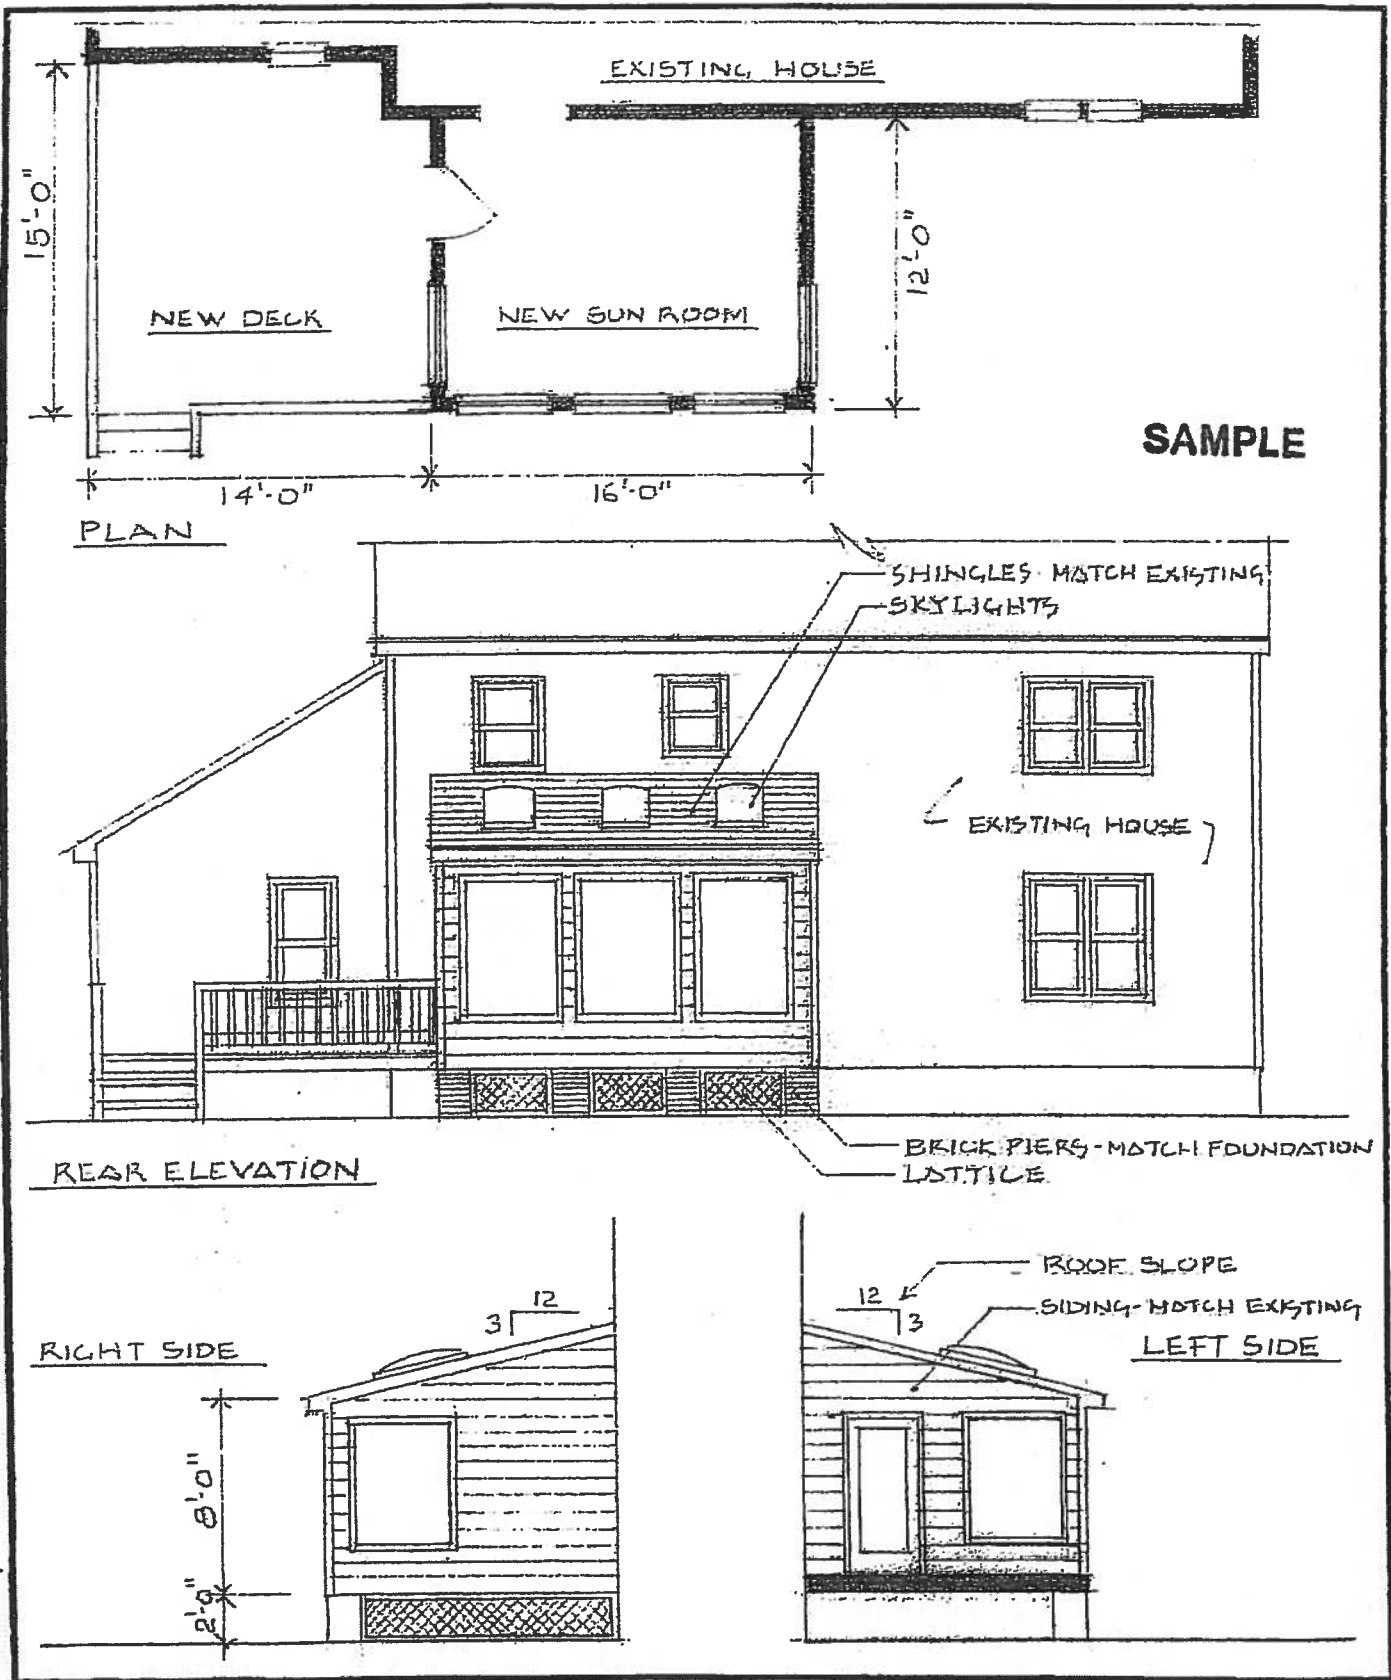 EXISTING HOUSE
15'-0"
12'-0"
NEW DECK
NEW SUN ROOM
SAMPLE
14'-0"
16'-0"
PLAN
SHINGLES-MATCH EXISTING
SKYLIGHTS
EXISTING HOUSE
BRICK PIERS-MATCH FOUNDATION
LATTICE
REAR ELEVATION
ROOF SLOPE
12
3
12
3
SIDING-MATCH EXISTING
RIGHT SIDE
LEFT SIDE
8'-0"
2'-0"